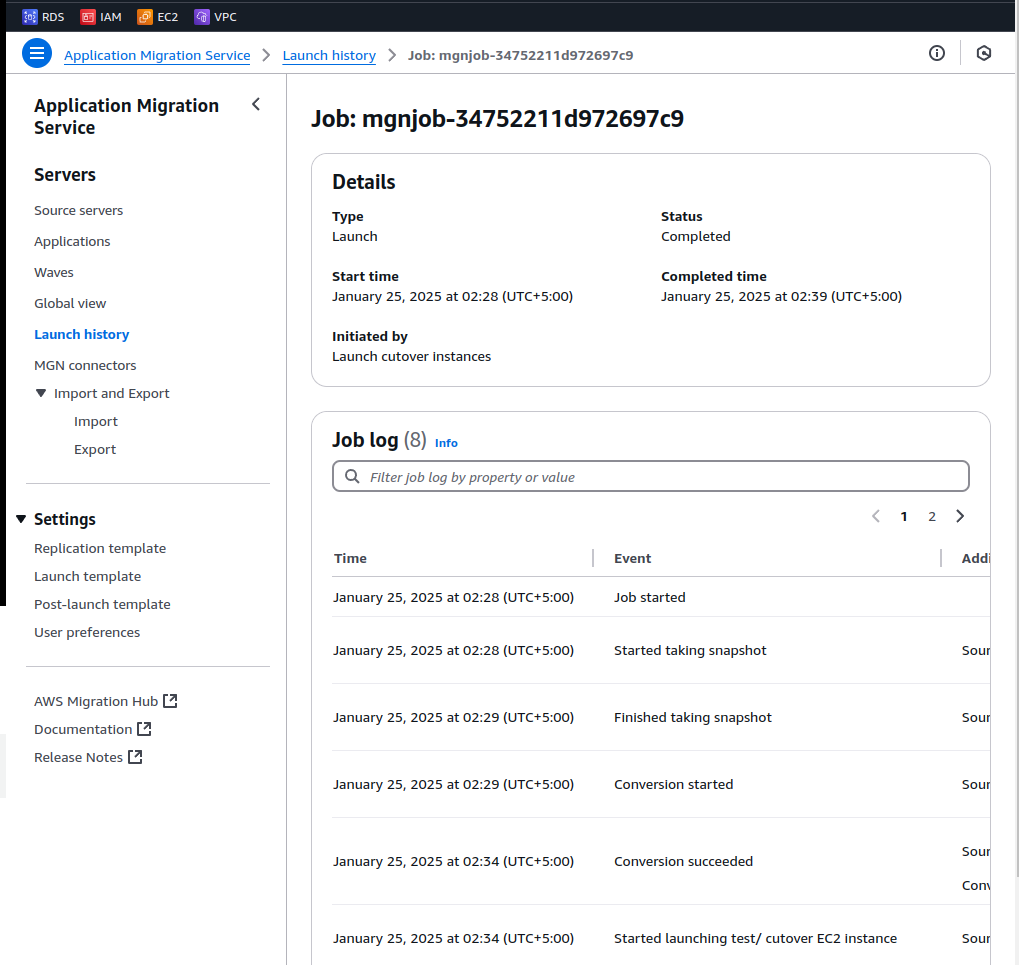 RDS IAM EC2 VPC
Application Migration Service Launch history Job: mgnjob-34752211d972697c9
Application Migration
Service
Servers
Source servers
Applications
Waves
Global view
Launch history
MGN connectors
Import and Export
Import
Export
Settings
Replication template
Launch template
Post-launch template
User preferences
AWS Migration Hub
Documentation
Release Notes
Job: mgnjob-34752211d972697c9
Details
Type
Launch
Status
Completed
Start time
January 25, 2025 at 02:28 (UTC+5:00)
Completed time
January 25, 2025 at 02:39 (UTC+5:00)
Initiated by
Launch cutover instances
Job log (8) Info
Filter job log by property or value
1 2
Time Event Addi
January 25, 2025 at 02:28 (UTC+5:00) Job started
January 25, 2025 at 02:28 (UTC+5:00) Started taking snapshot Sour
January 25, 2025 at 02:29 (UTC+5:00) Finished taking snapshot Sour
January 25, 2025 at 02:29 (UTC+5:00) Conversion started Sour
Sour
January 25, 2025 at 02:34 (UTC+5:00) Conversion succeeded
Conv
January 25, 2025 at 02:34 (UTC+5:00) Started launching test/ cutover EC2 instance Sour